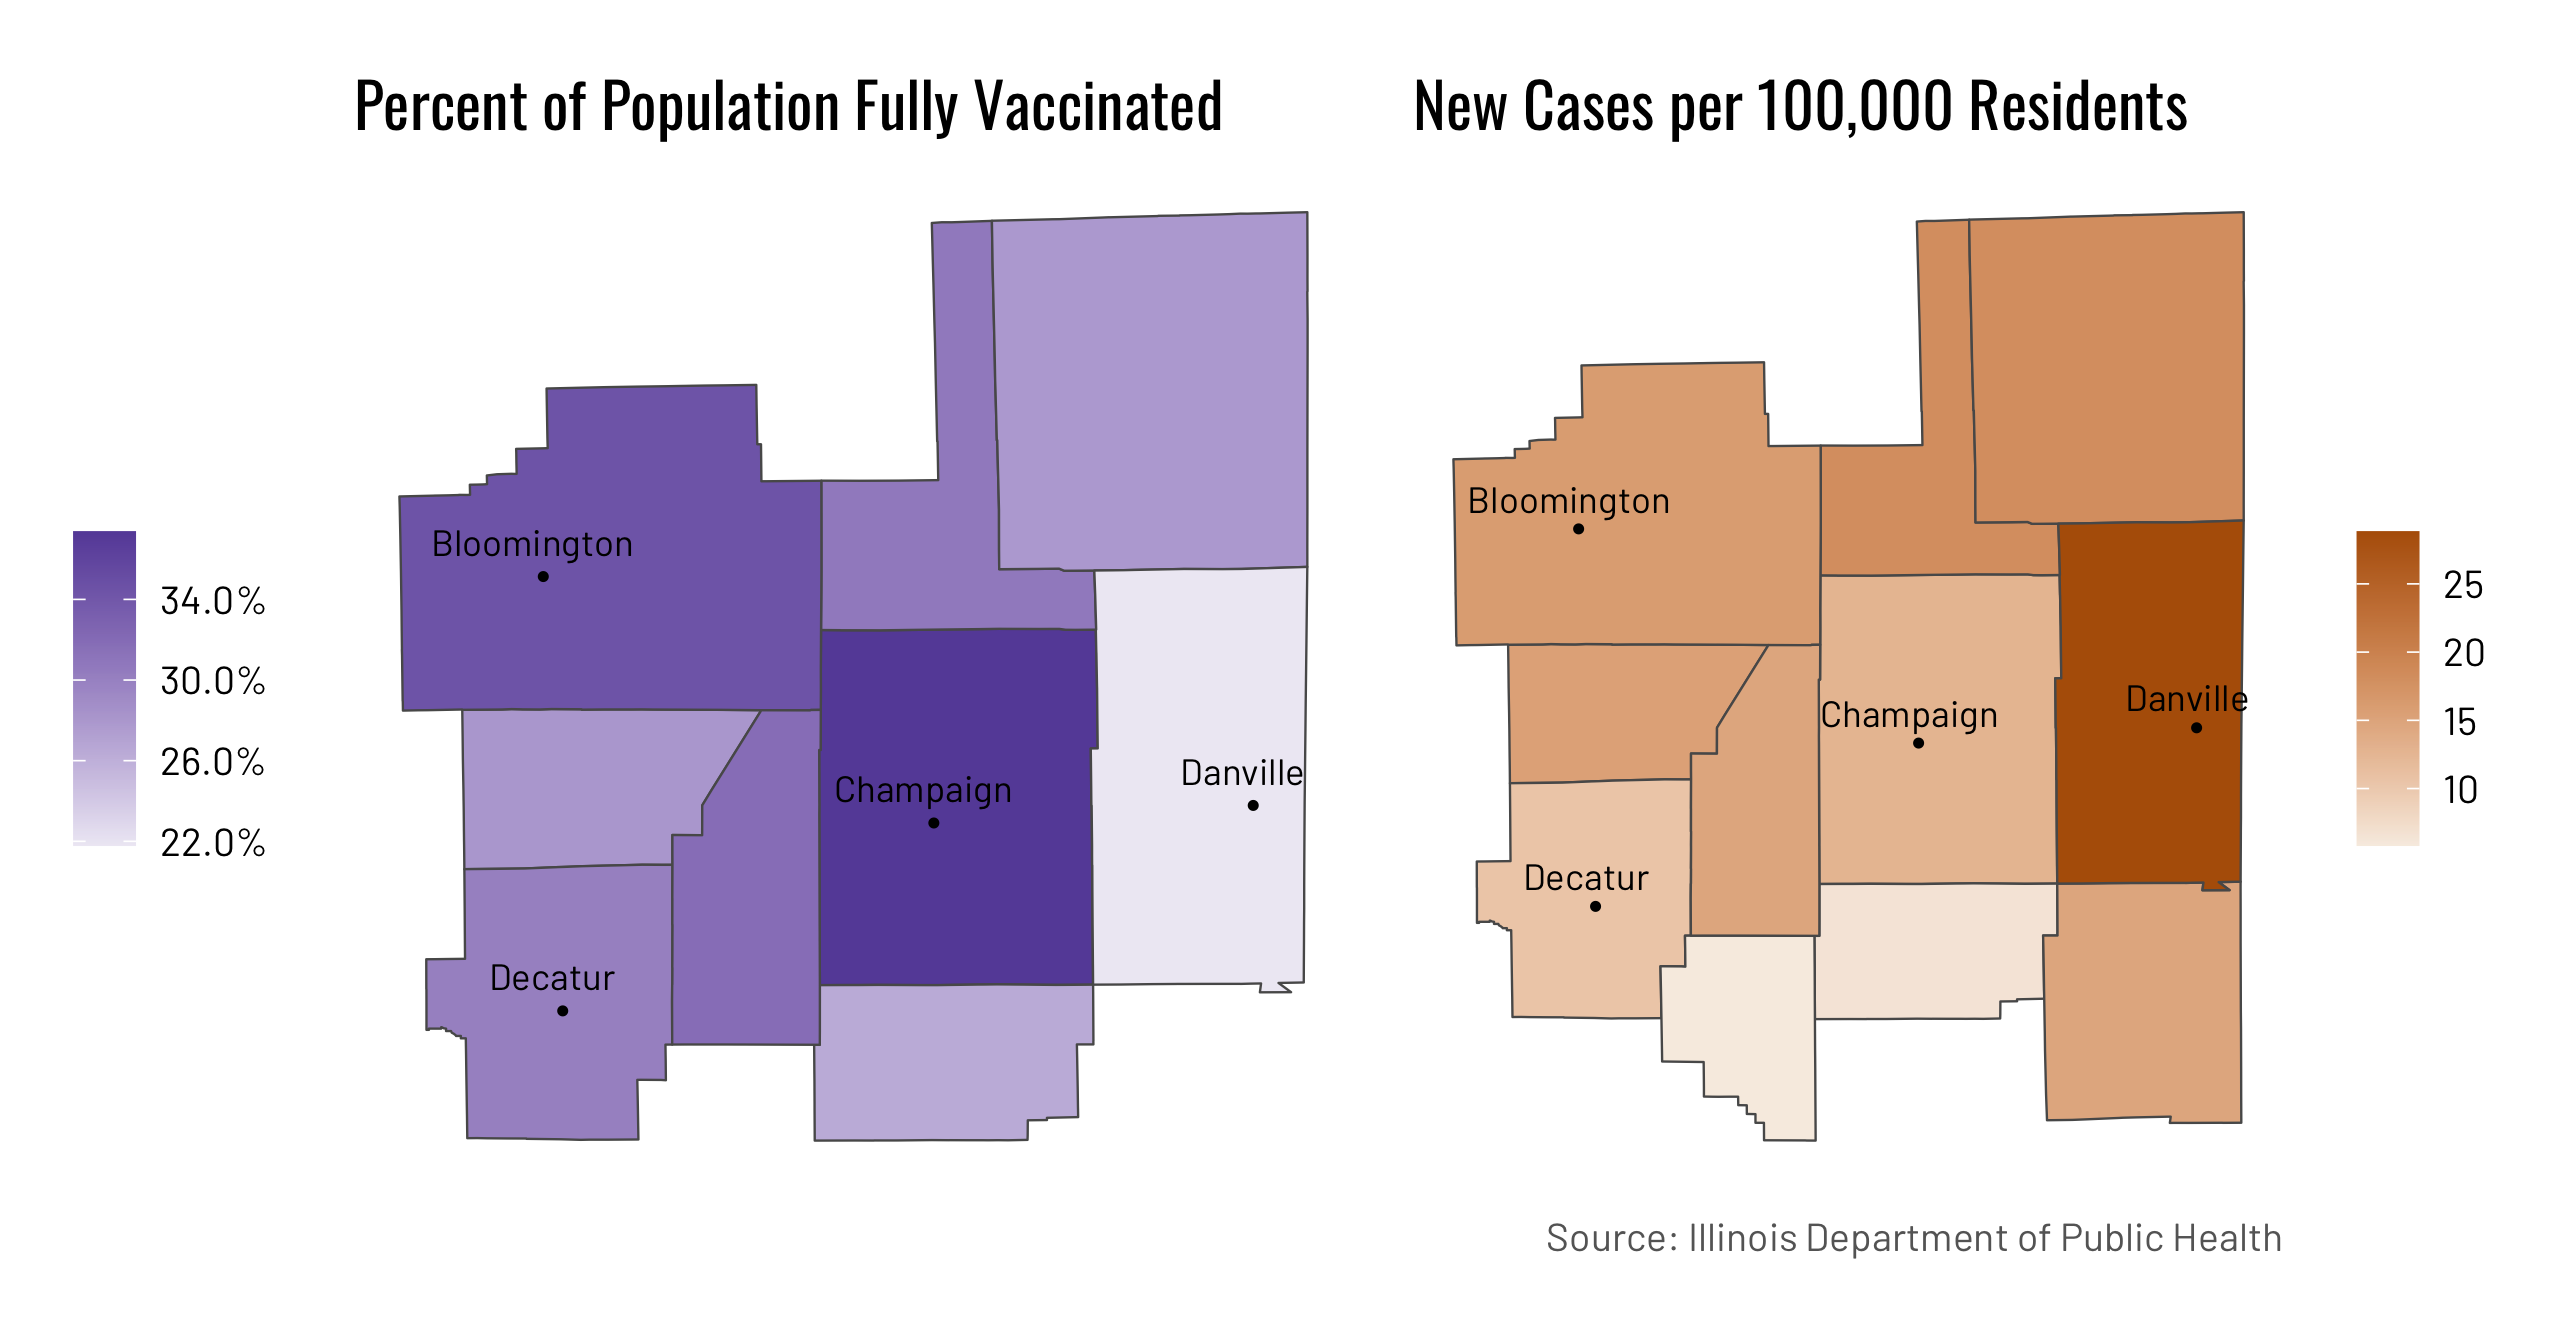 Percent of Population Fully Vaccinated
New Cases per 100,000 Residents
34.0%
30.0%
26.0%
22.0%
Bloomington
Champaign
Danville
Decatur
Bloomington
Champaign
Danville
Decatur
25
20
15
10
Source: Illinois Department of Public Health